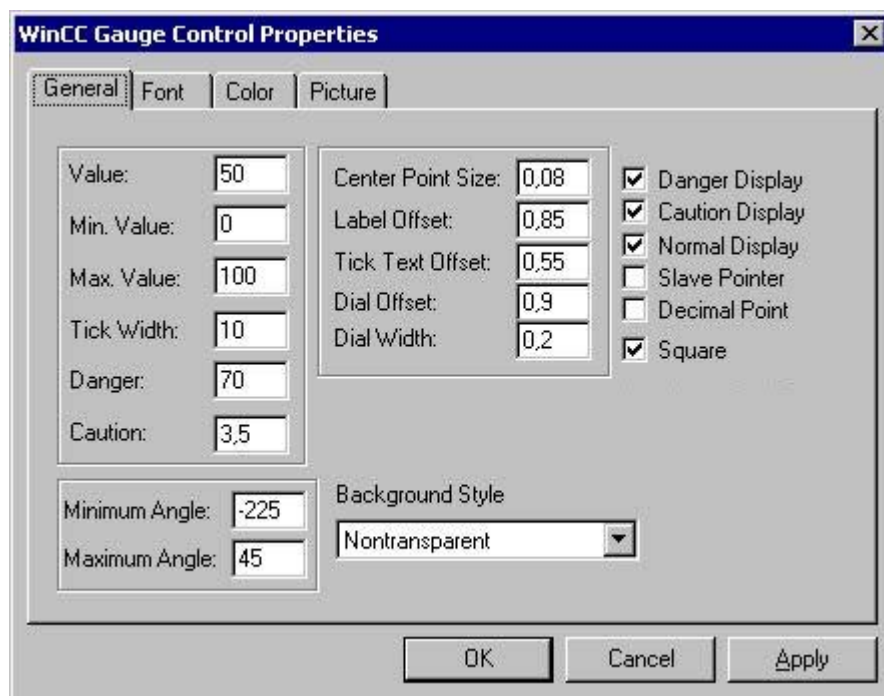 WinCC Gauge Control Properties
General Font Color Picture
Value: 50
Min. Value: 0
Max. Value: 100
Tick Width: 10
Danger: 70
Caution: 3,5
Center Point Size: 0,08
Label Offset: 0,85
Tick Text Offset: 0,55
Dial Offset: 0,9
Dial Width: 0,2
Danger Display
Caution Display
Normal Display
Slave Pointer
Decimal Point
Square
Minimum Angle: -225
Maximum Angle: 45
Background Style
Nontransparent
OK Cancel Apply